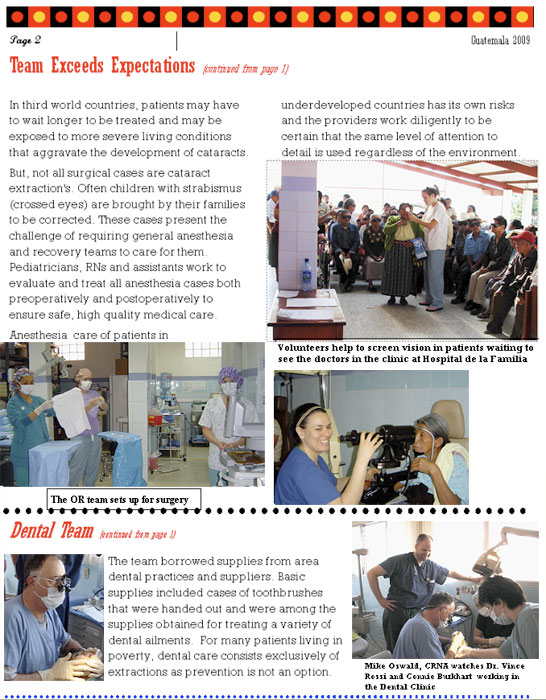 Page 2
Guatemala 2009
Team Exceeds Expectations (continued from page 1)
In third world countries, patients may have
to wait longer to be treated and may be
exposed to more severe living conditions
that aggravate the development of cataracts.
But, not all surgical cases are cataract
extraction's. Often children with strabismus
(crossed eyes) are brought by their families
to be corrected. These cases present the
challenge of requiring general anesthesia
and recovery teams to care for them.
Pediatricians, RNs and assistants work to
evaluate and treat all anesthesia cases both
preoperatively and postoperatively to
ensure safe, high quality medical care.
Anesthesia care of patients in
underdeveloped countries has its own risks
and the providers work diligently to be
certain that the same level of attention to
detail is used regardless of the environment.
Volunteers help to screen vision in patients waiting to
see the doctors in the clinic at Hospital de la Familia
The OR team sets up for surgery
Dental Team (continued from page 1)
The team borrowed supplies from area
dental practices and suppliers. Basic
supplies included cases of toothbrushes
that were handed out and were among the
supplies obtained for treating a variety of
dental ailments. For many patients living in
poverty, dental care consists exclusively of
extractions as prevention is not an option.
Mike Oswald, CRNA watches Dr. Vince
Rossi and Connie Burkhart working in
the Dental Clinic